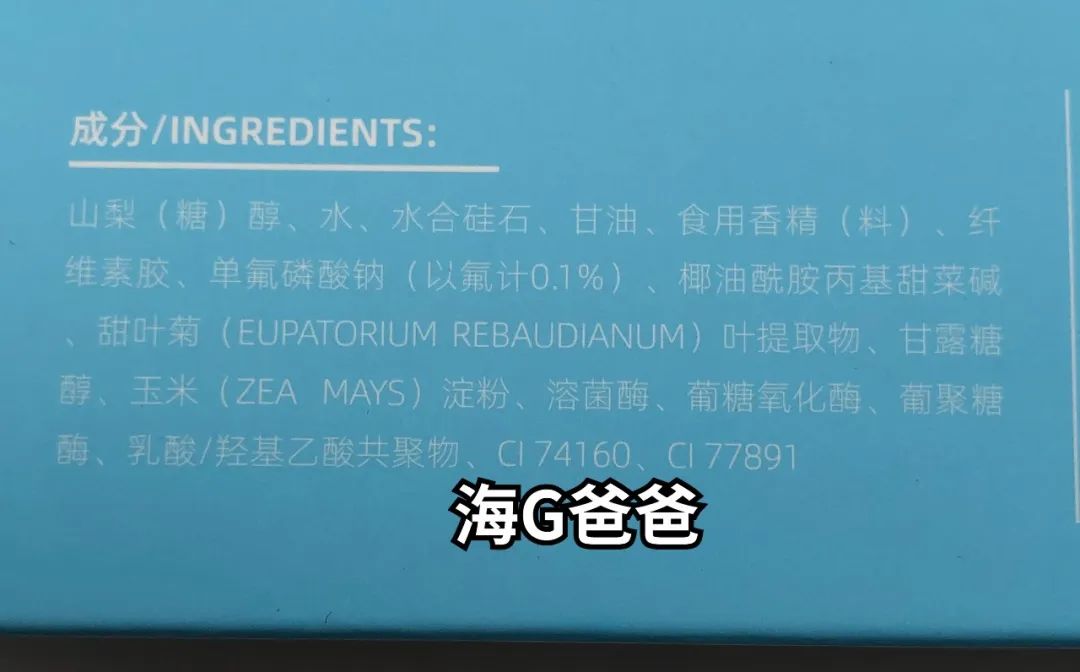 成分/INGREDIENTS:
山梨（糖）醇、水、水合硅石、甘油、食用香精（料）、纤
维素胶、单氟磷酸钠（以氟计0.1%）、椰油酰胺丙基甜菜碱
、甜叶菊（EUPATORIUM REBAUDIANUM）叶提取物、甘露糖
醇、玉米（ZEA MAYS）淀粉、溶菌酶、葡糖氧化酶、葡聚糖
酶、乳酸/羟基乙酸共聚物、CI 74160、CI 77891
海G爸爸